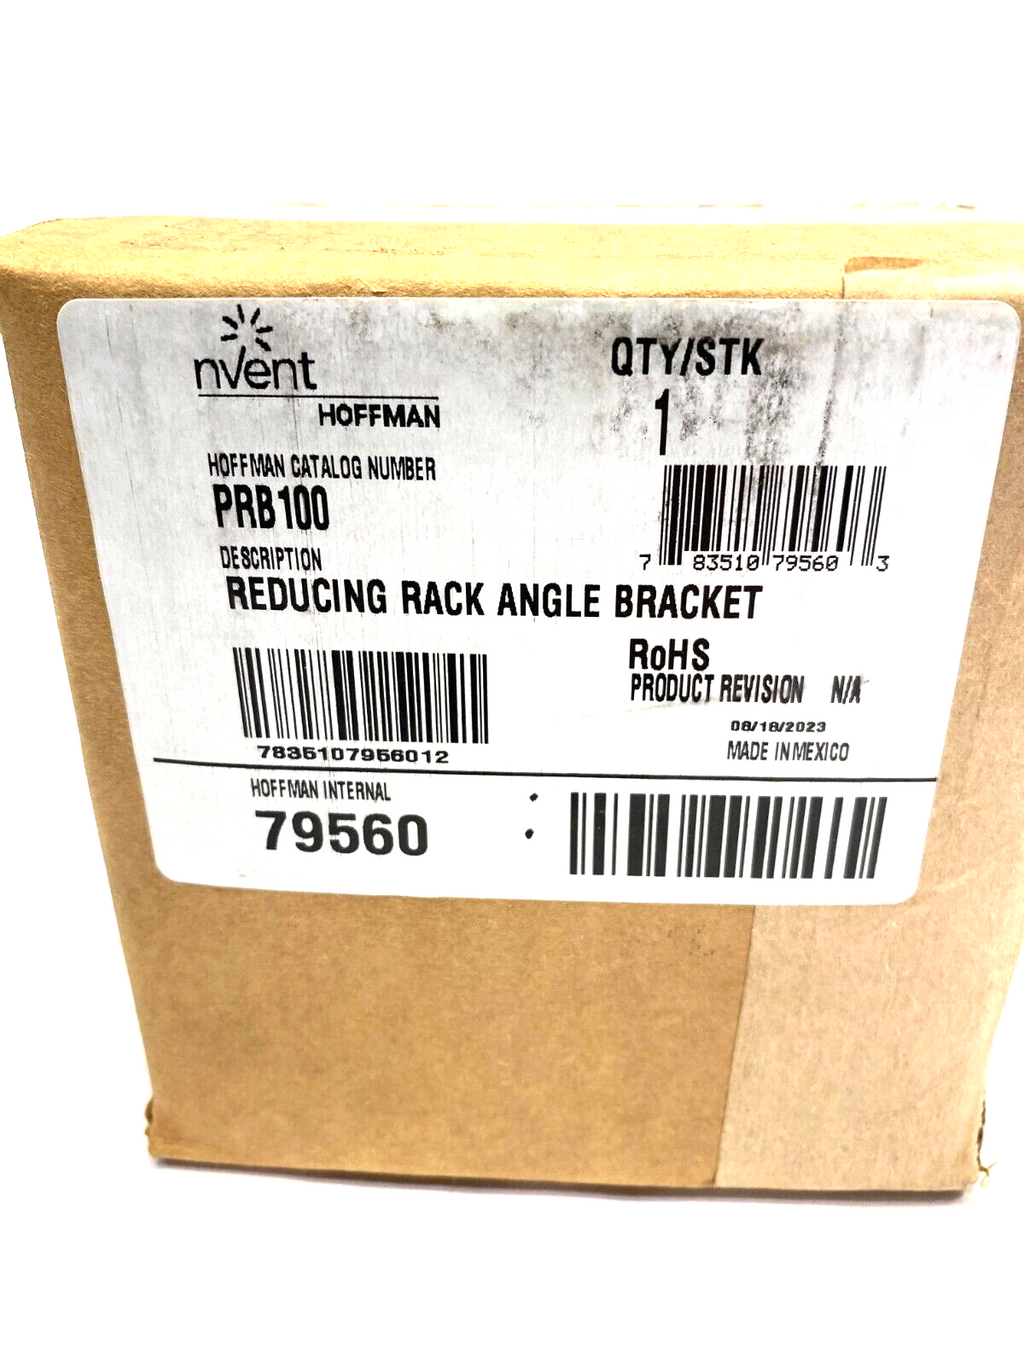 nvent
HOFFMAN
QTY/STK
1
HOFFMAN CATALOG NUMBER
PRB100
7 83510 79560 3
DESCRIPTION
REDUCING RACK ANGLE BRACKET
7835107956012
RoHS
PRODUCT REVISION N/A
08/18/2023
MADE IN MEXICO
HOFFMAN INTERNAL
79560